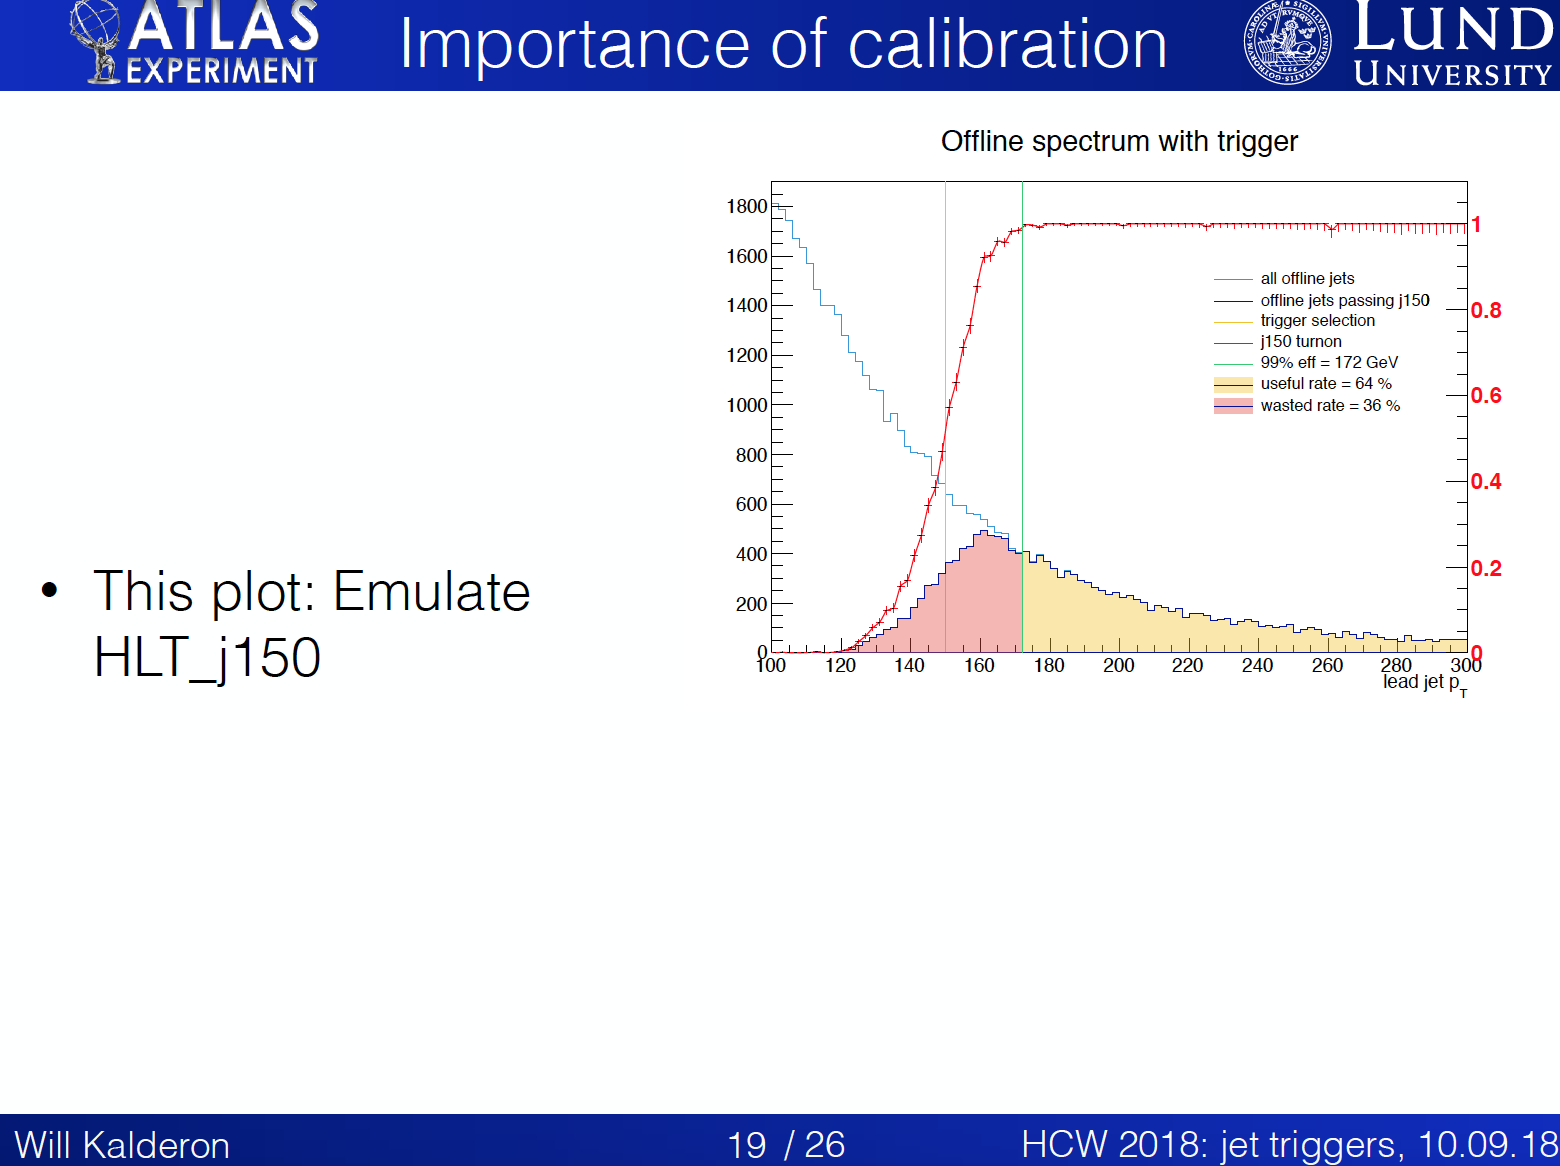 ATLAS
EXPERIMENT
Importance of calibration
LUND
UNIVERSITY
• This plot: Emulate
HLT_j150
Offline spectrum with trigger
1800
1600
1400
1200
1000
800
600
400
200
0
1
0.8
0.6
0.4
0.2
0
all offline jets
offline jets passing j150
trigger selection
j150 turnon
99% eff = 172 GeV
useful rate = 64 %
wasted rate = 36 %
100 120 140 160 180 200 220 240 260 280 300
lead jet pT
Will Kalderon
19 / 26
HCW 2018: jet triggers, 10.09.18